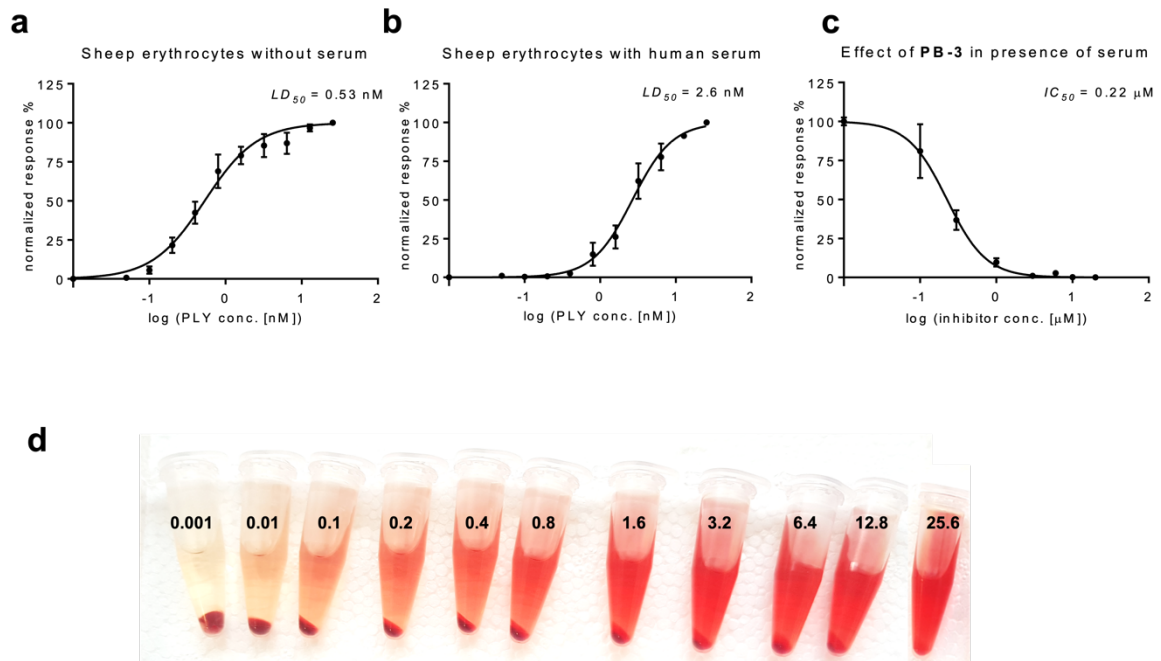 a
Sheep erythrocytes without serum
LD50 = 0.53 nM
normalized response %
125
100
75
50
25
0
-1
0
1
2
log (PLY conc. [nM])
b
Sheep erythrocytes with human serum
LD50 = 2.6 nM
normalized response %
125
100
75
50
25
0
-1
0
1
2
log (PLY conc. [nM])
c
Effect of PB-3 in presence of serum
IC50 = 0.22 μM
normalized response %
125
100
75
50
25
0
-1
0
1
2
log (inhibitor conc. [μM])
d
0.001 0.01 0.1 0.2 0.4 0.8 1.6 3.2 6.4 12.8 25.6